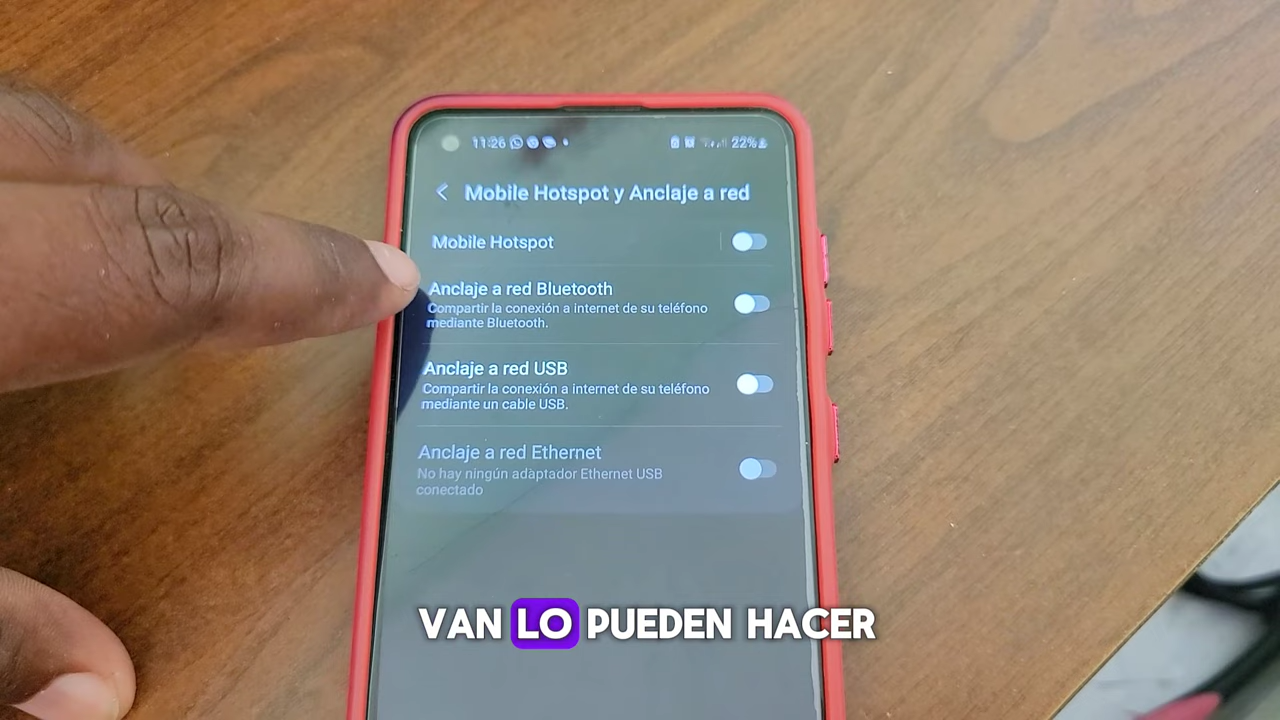 11:26
22%
Mobile Hotspot y Anclaje a red
Mobile Hotspot
Anclaje a red Bluetooth
Compartir la conexión a internet de su teléfono
mediante Bluetooth.
Anclaje a red USB
Compartir la conexión a internet de su teléfono
mediante un cable USB.
Anclaje a red Ethernet
No hay ningún adaptador Ethernet USB
conectado
VAN LO PUEDEN HACER